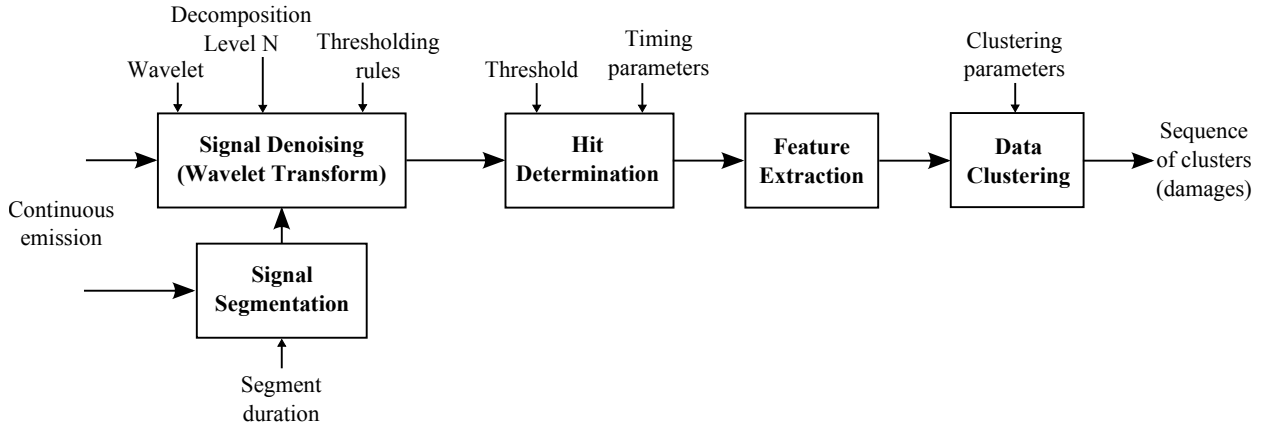 Decomposition
Level N
Wavelet
Thresholding
rules
Threshold
Timing
parameters
Clustering
parameters
Continuous
emission
Signal Denoising
(Wavelet Transform)
Hit
Determination
Feature
Extraction
Data
Clustering
Sequence
of clusters
(damages)
Signal
Segmentation
Segment
duration